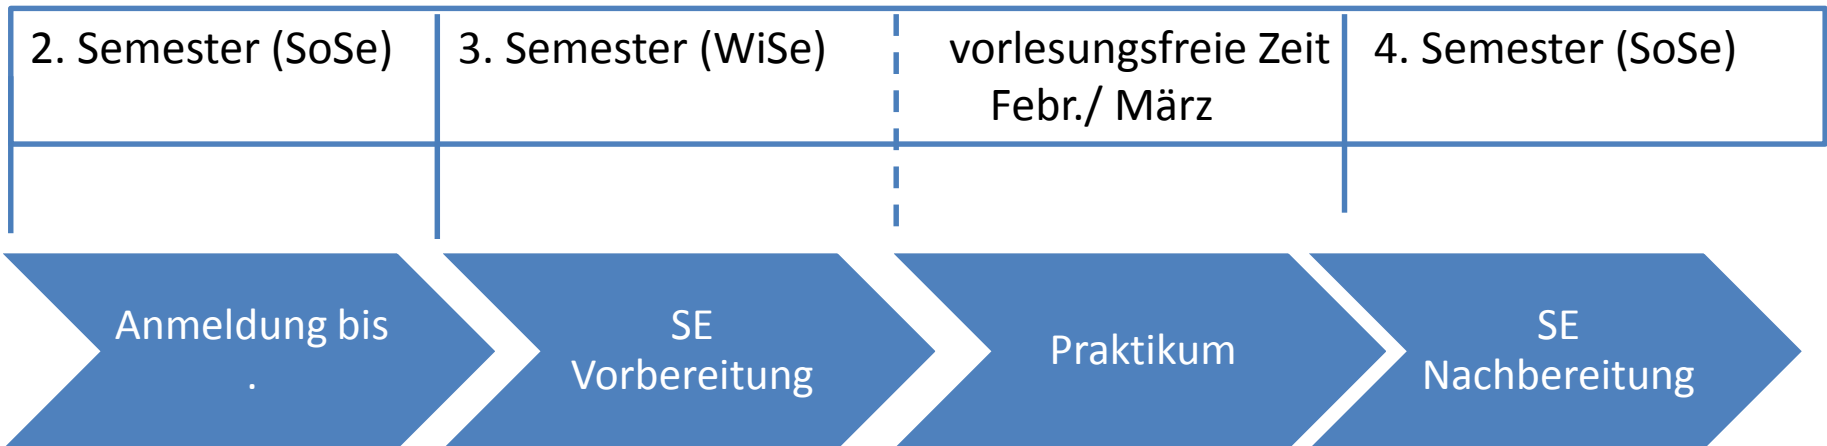 2. Semester (SoSe)
3. Semester (WiSe)
vorlesungsfreie Zeit
Febr./ März
4. Semester (SoSe)
Anmeldung bis
.
SE
Vorbereitung
Praktikum
SE
Nachbereitung